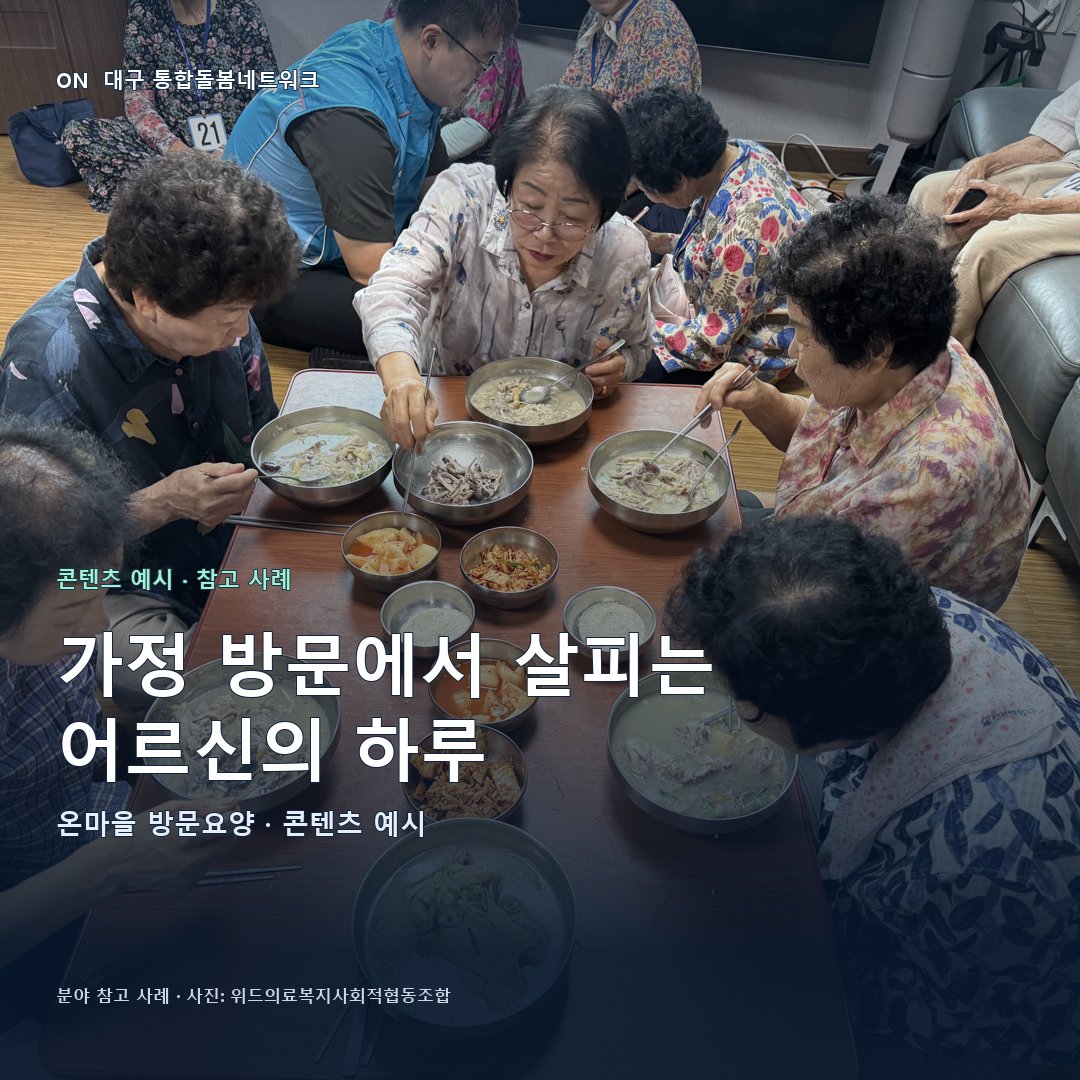 ON 대구 통합돌봄네트워크
21
콘텐츠 예시 · 참고 사례
가정 방문에서 살피는
어르신의 하루
온마을 방문요양 · 콘텐츠 예시
분야 참고 사례 · 사진: 위드의료복지사회적협동조합